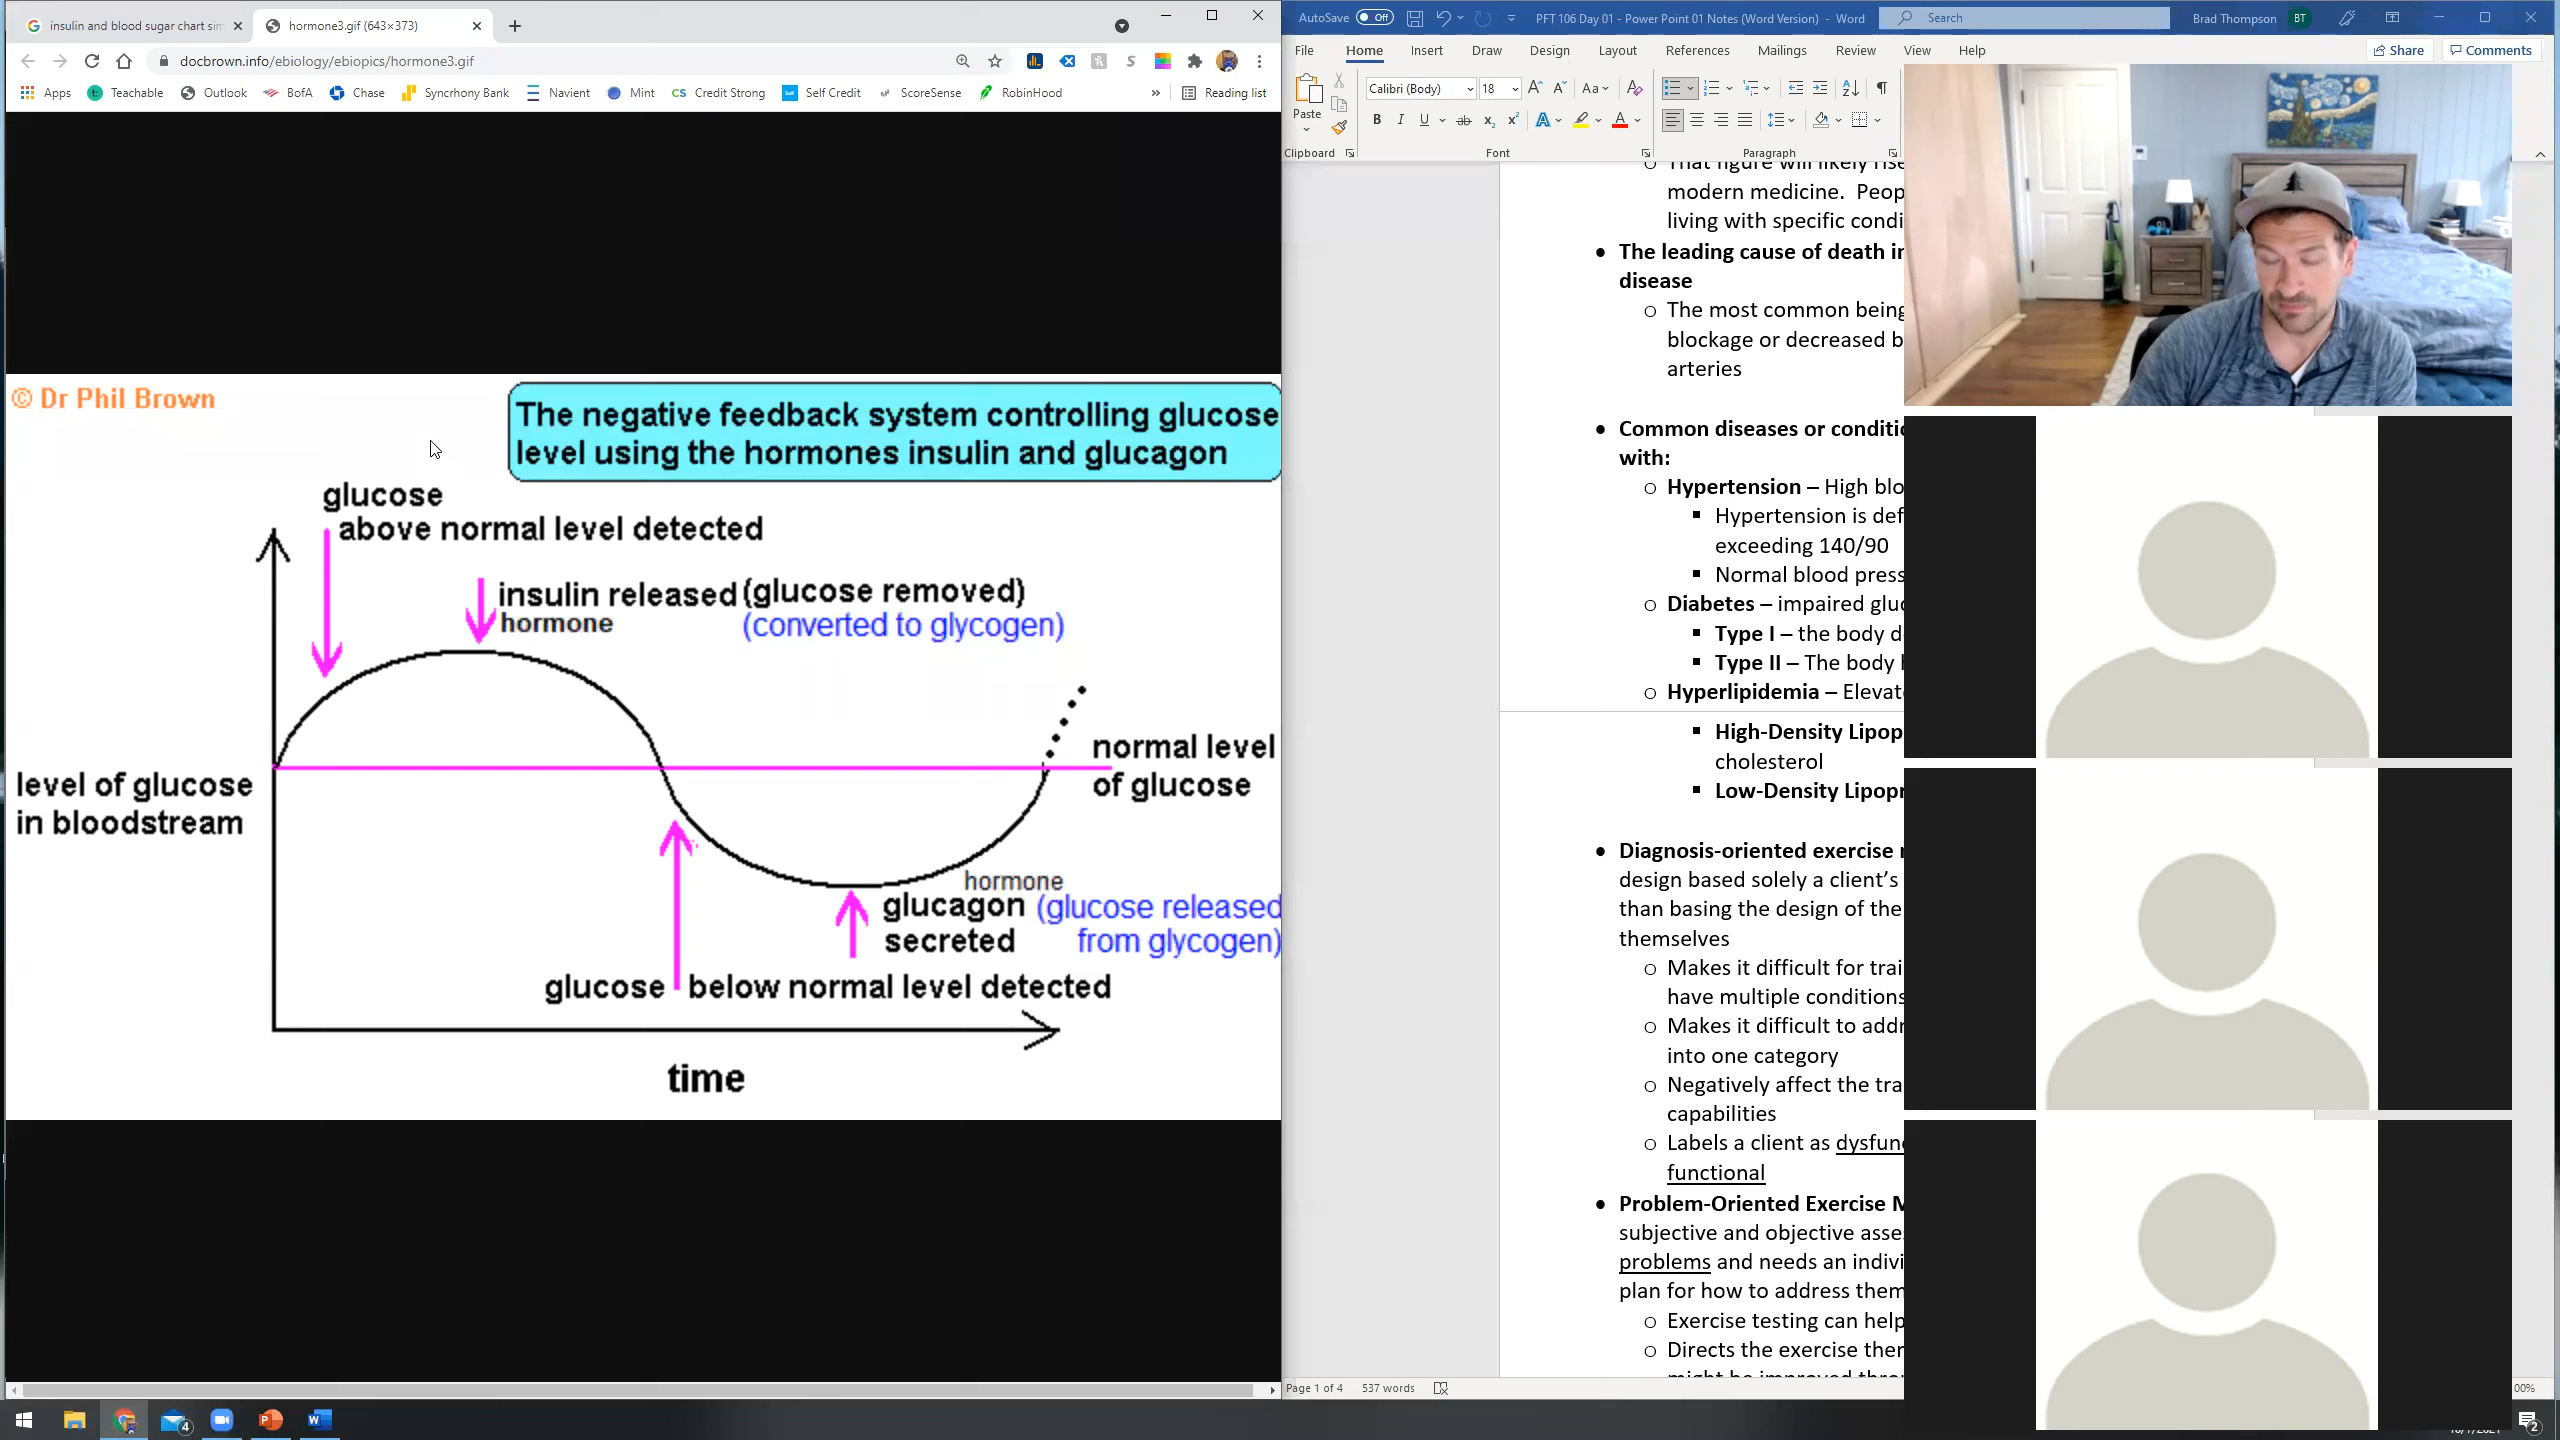 insulin and blood sugar chart sim
hormone3.gif (643×373)
docbrown.info/ebiology/ebiopics/hormone3.gif
Apps
Teachable
Outlook
BofA
Chase
Syncrhony Bank
Navient
Mint
CS Credit Strong
Self Credit
ScoreSense
RobinHood
»
Reading list
© Dr Phil Brown
The negative feedback system controlling glucose
level using the hormones insulin and glucagon
glucose
above normal level detected
insulin released (glucose removed)
hormone (converted to glycogen)
normal level
of glucose
level of glucose
in bloodstream
hormone
glucagon (glucose released
secreted from glycogen)
glucose below normal level detected
time
AutoSave Off
PFT 106 Day 01 - Power Point 01 Notes (Word Version) - Word
Search
Brad Thompson BT
File Home Insert Draw Design Layout References Mailings Review View Help
Share Comments
Calibri (Body) 18
Paste
Clipboard Font Paragraph
o That figure will likely rise
modern medicine. Peop
living with specific condi
• The leading cause of death in
disease
o The most common being
blockage or decreased b
arteries
• Common diseases or conditio
with:
o Hypertension – High blo
▪ Hypertension is def
exceeding 140/90
▪ Normal blood press
o Diabetes – impaired gluc
▪ Type I – the body d
▪ Type II – The body
o Hyperlipidemia – Elevate
▪ High-Density Lipop
cholesterol
▪ Low-Density Lipopr
• Diagnosis-oriented exercise
design based solely a client’s
than basing the design of the
themselves
o Makes it difficult for trai
have multiple conditions
o Makes it difficult to addr
into one category
o Negatively affect the tra
capabilities
o Labels a client as dysfunc
functional
• Problem-Oriented Exercise M
subjective and objective asse
problems and needs an indivi
plan for how to address them
o Exercise testing can help
o Directs the exercise ther
Page 1 of 4 537 words
00%
4
2